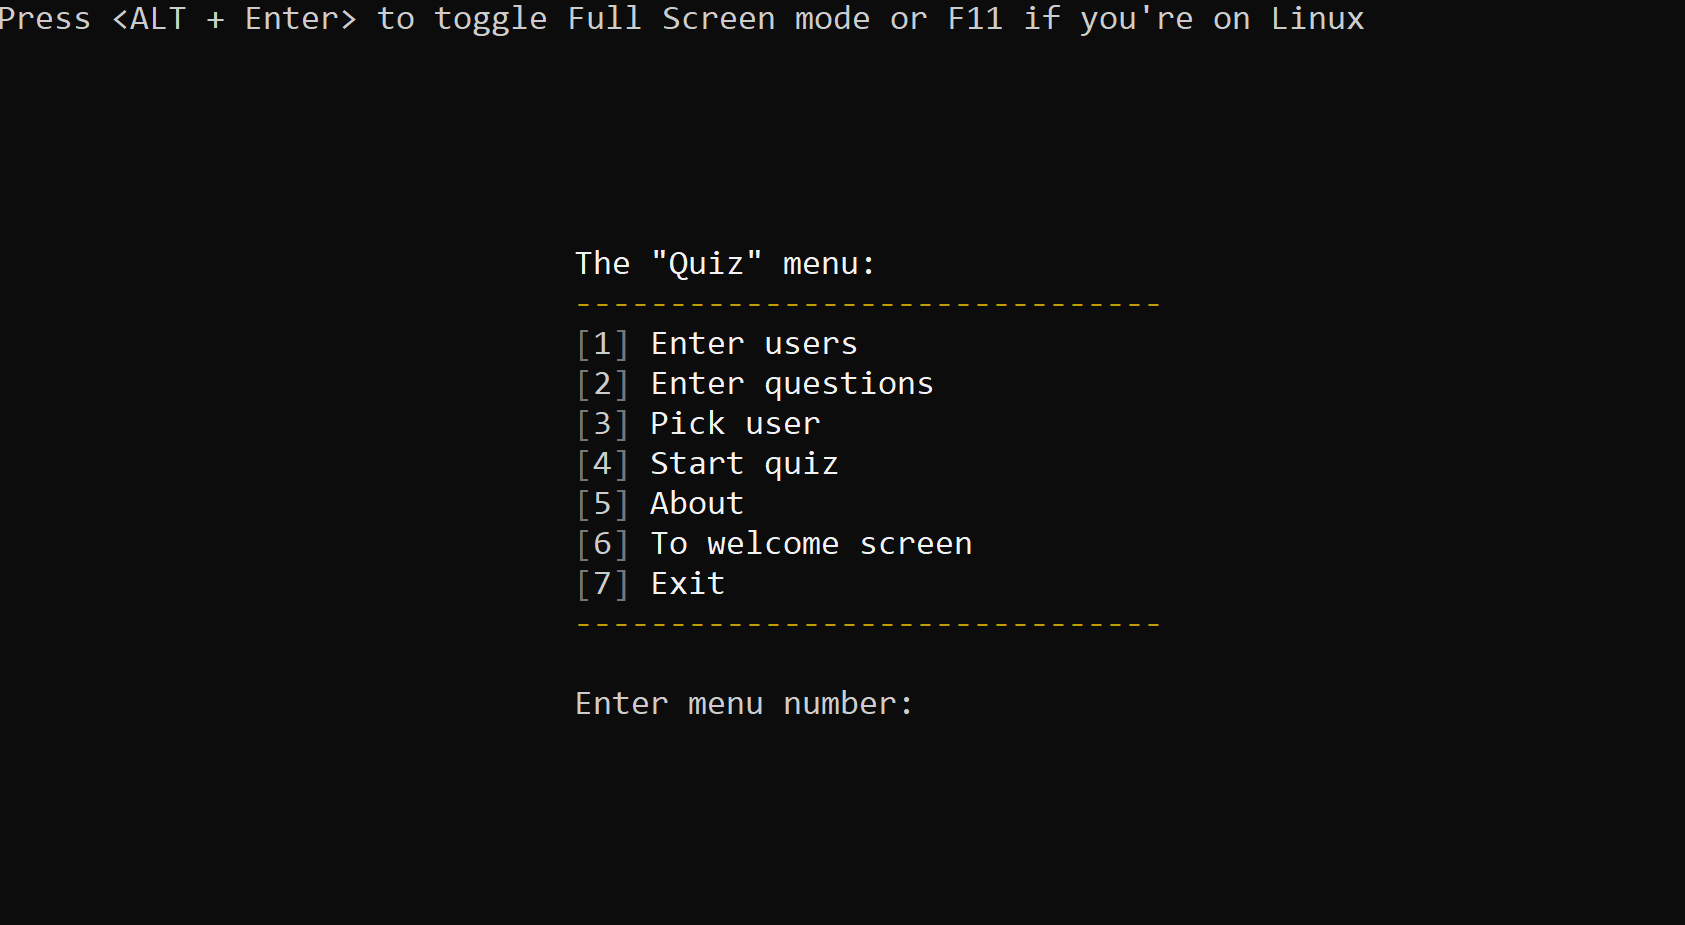 Press <ALT + Enter> to toggle Full Screen mode or F11 if you're on Linux
The "Quiz" menu:
-------------------------------
[1] Enter users
[2] Enter questions
[3] Pick user
[4] Start quiz
[5] About
[6] To welcome screen
[7] Exit
-------------------------------
Enter menu number: